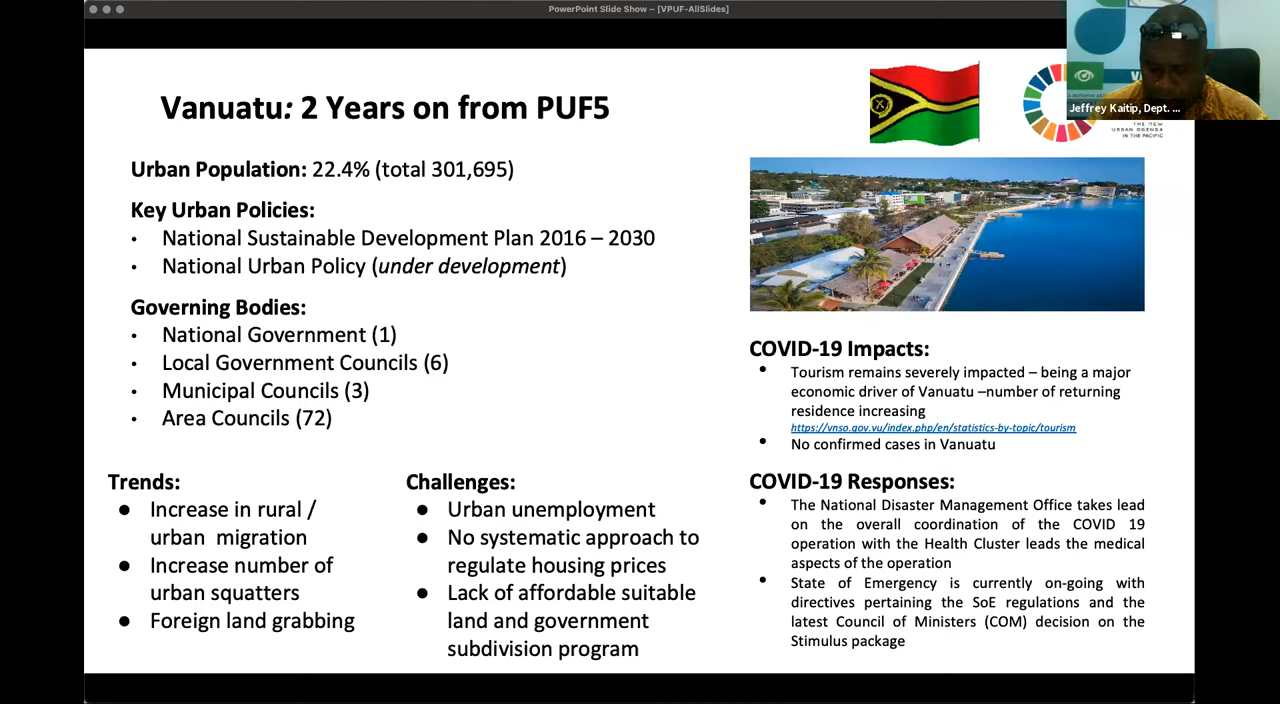 PowerPoint Slide Show – [VPUF-AllSlides]
Jeffrey Kaitip, Dept. ...
Vanuatu: 2 Years on from PUF5
THE NEW
URBAN AGENDA
IN THE PACIFIC
Urban Population: 22.4% (total 301,695)
Key Urban Policies:
• National Sustainable Development Plan 2016 – 2030
• National Urban Policy (under development)
Governing Bodies:
• National Government (1)
• Local Government Councils (6)
• Municipal Councils (3)
• Area Councils (72)
Trends:
● Increase in rural /
urban migration
● Increase number of
urban squatters
● Foreign land grabbing
Challenges:
● Urban unemployment
● No systematic approach to
regulate housing prices
● Lack of affordable suitable
land and government
subdivision program
COVID-19 Impacts:
● Tourism remains severely impacted – being a major
economic driver of Vanuatu –number of returning
residence increasing
https://vnso.gov.vu/index.php/en/statistics-by-topic/tourism
● No confirmed cases in Vanuatu
COVID-19 Responses:
● The National Disaster Management Office takes lead
on the overall coordination of the COVID 19
operation with the Health Cluster leads the medical
aspects of the operation
● State of Emergency is currently on-going with
directives pertaining the SoE regulations and the
latest Council of Ministers (COM) decision on the
Stimulus package